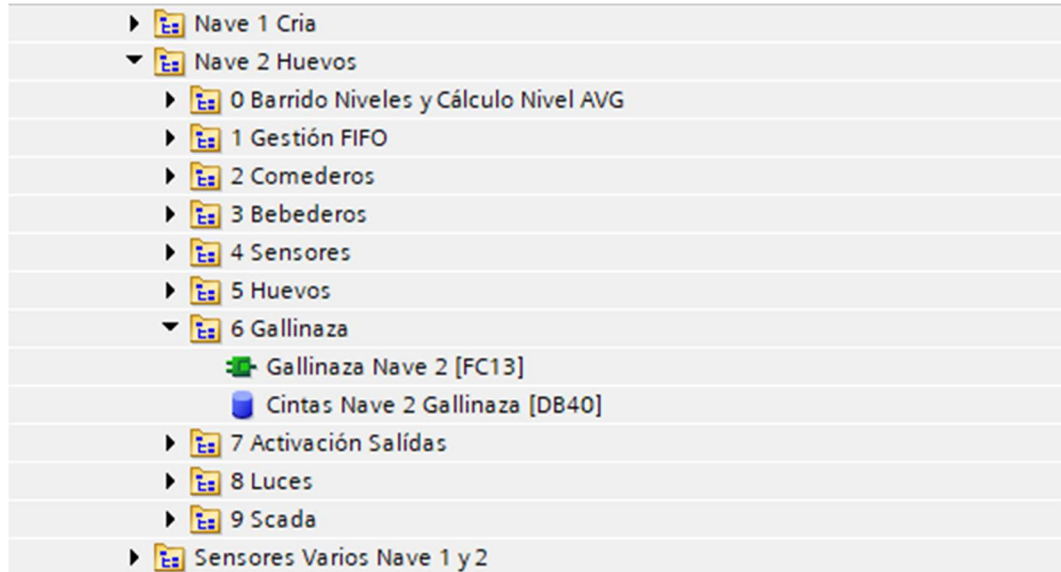 Nave 1 Cria
Nave 2 Huevos
0 Barrido Niveles y Cálculo Nivel AVG
1 Gestión FIFO
2 Comederos
3 Bebederos
4 Sensores
5 Huevos
6 Gallinaza
Gallinaza Nave 2 [FC13]
Cintas Nave 2 Gallinaza [DB40]
7 Activación Salídas
8 Luces
9 Scada
Sensores Varios Nave 1 y 2